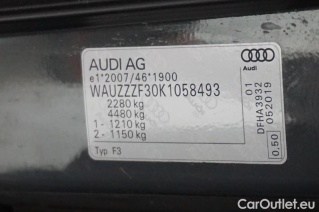 AUDI AG
e1*2007/46*1900
WAUZZZF30K1058493
2280 kg
4480 kg
1- 1210 kg
2- 1150 kg
Typ F3
Audi
DFHA3932 01
0.50 052019
CarOutlet.eu